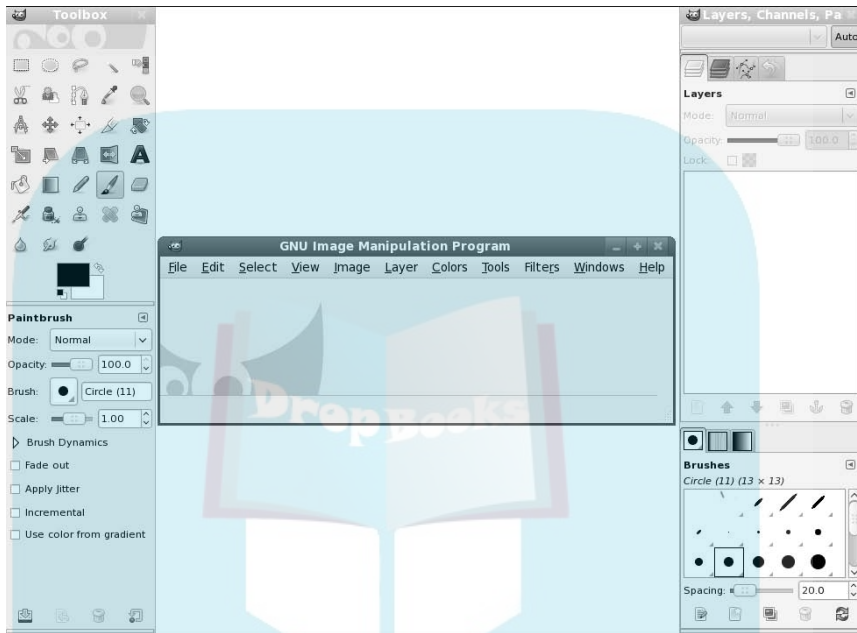 Toolbox
Paintbrush
Mode: Normal
Opacity: 100.0
Brush: Circle (11)
Scale: 1.00
Brush Dynamics
Fade out
Apply Jitter
Incremental
Use color from gradient
GNU Image Manipulation Program
File Edit Select View Image Layer Colors Tools Filters Windows Help
DropBooks
Layers, Channels, Pa
Auto
Layers
Mode: Normal
Opacity: 100.0
Lock:
Brushes
Circle (11) (13 × 13)
Spacing: 20.0